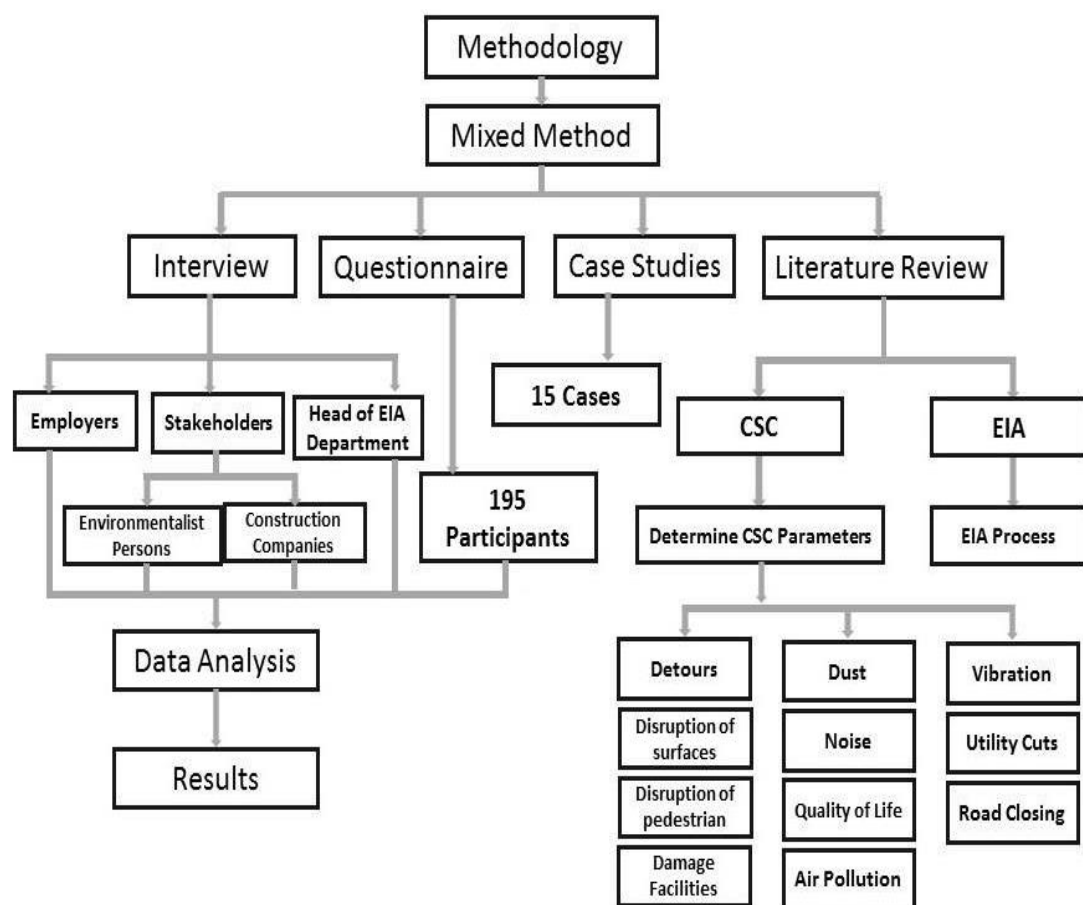 Methodology
Mixed Method
Interview
Questionnaire
Case Studies
Literature Review
Employers
Stakeholders
Head of EIA
Department
15 Cases
CSC
EIA
Environmentalist
Persons
Construction
Companies
195
Participants
Determine CSC Parameters
EIA Process
Data Analysis
Results
Detours
Dust
Vibration
Disruption of
surfaces
Noise
Utility Cuts
Disruption of
pedestrian
Quality of Life
Road Closing
Damage
Facilities
Air Pollution